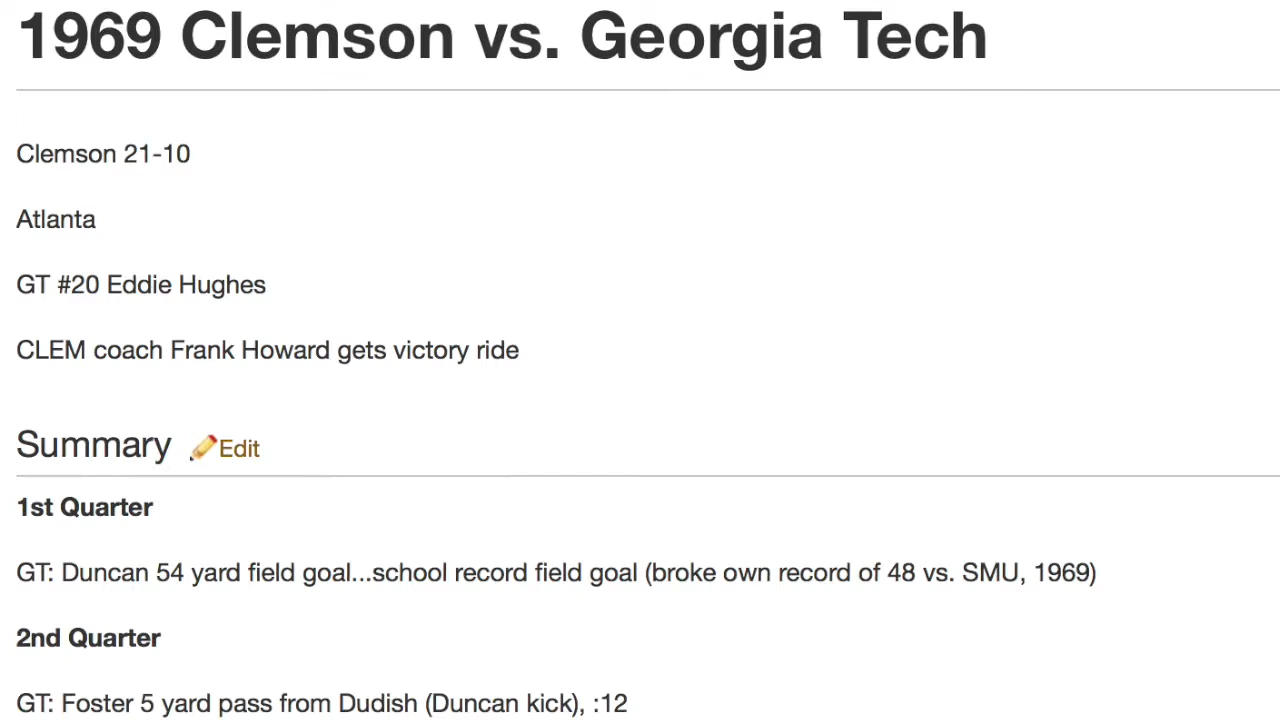 1969 Clemson vs. Georgia Tech
Clemson 21-10
Atlanta
GT #20 Eddie Hughes
CLEM coach Frank Howard gets victory ride
Summary Edit
1st Quarter
GT: Duncan 54 yard field goal...school record field goal (broke own record of 48 vs. SMU, 1969)
2nd Quarter
GT: Foster 5 yard pass from Dudish (Duncan kick), :12